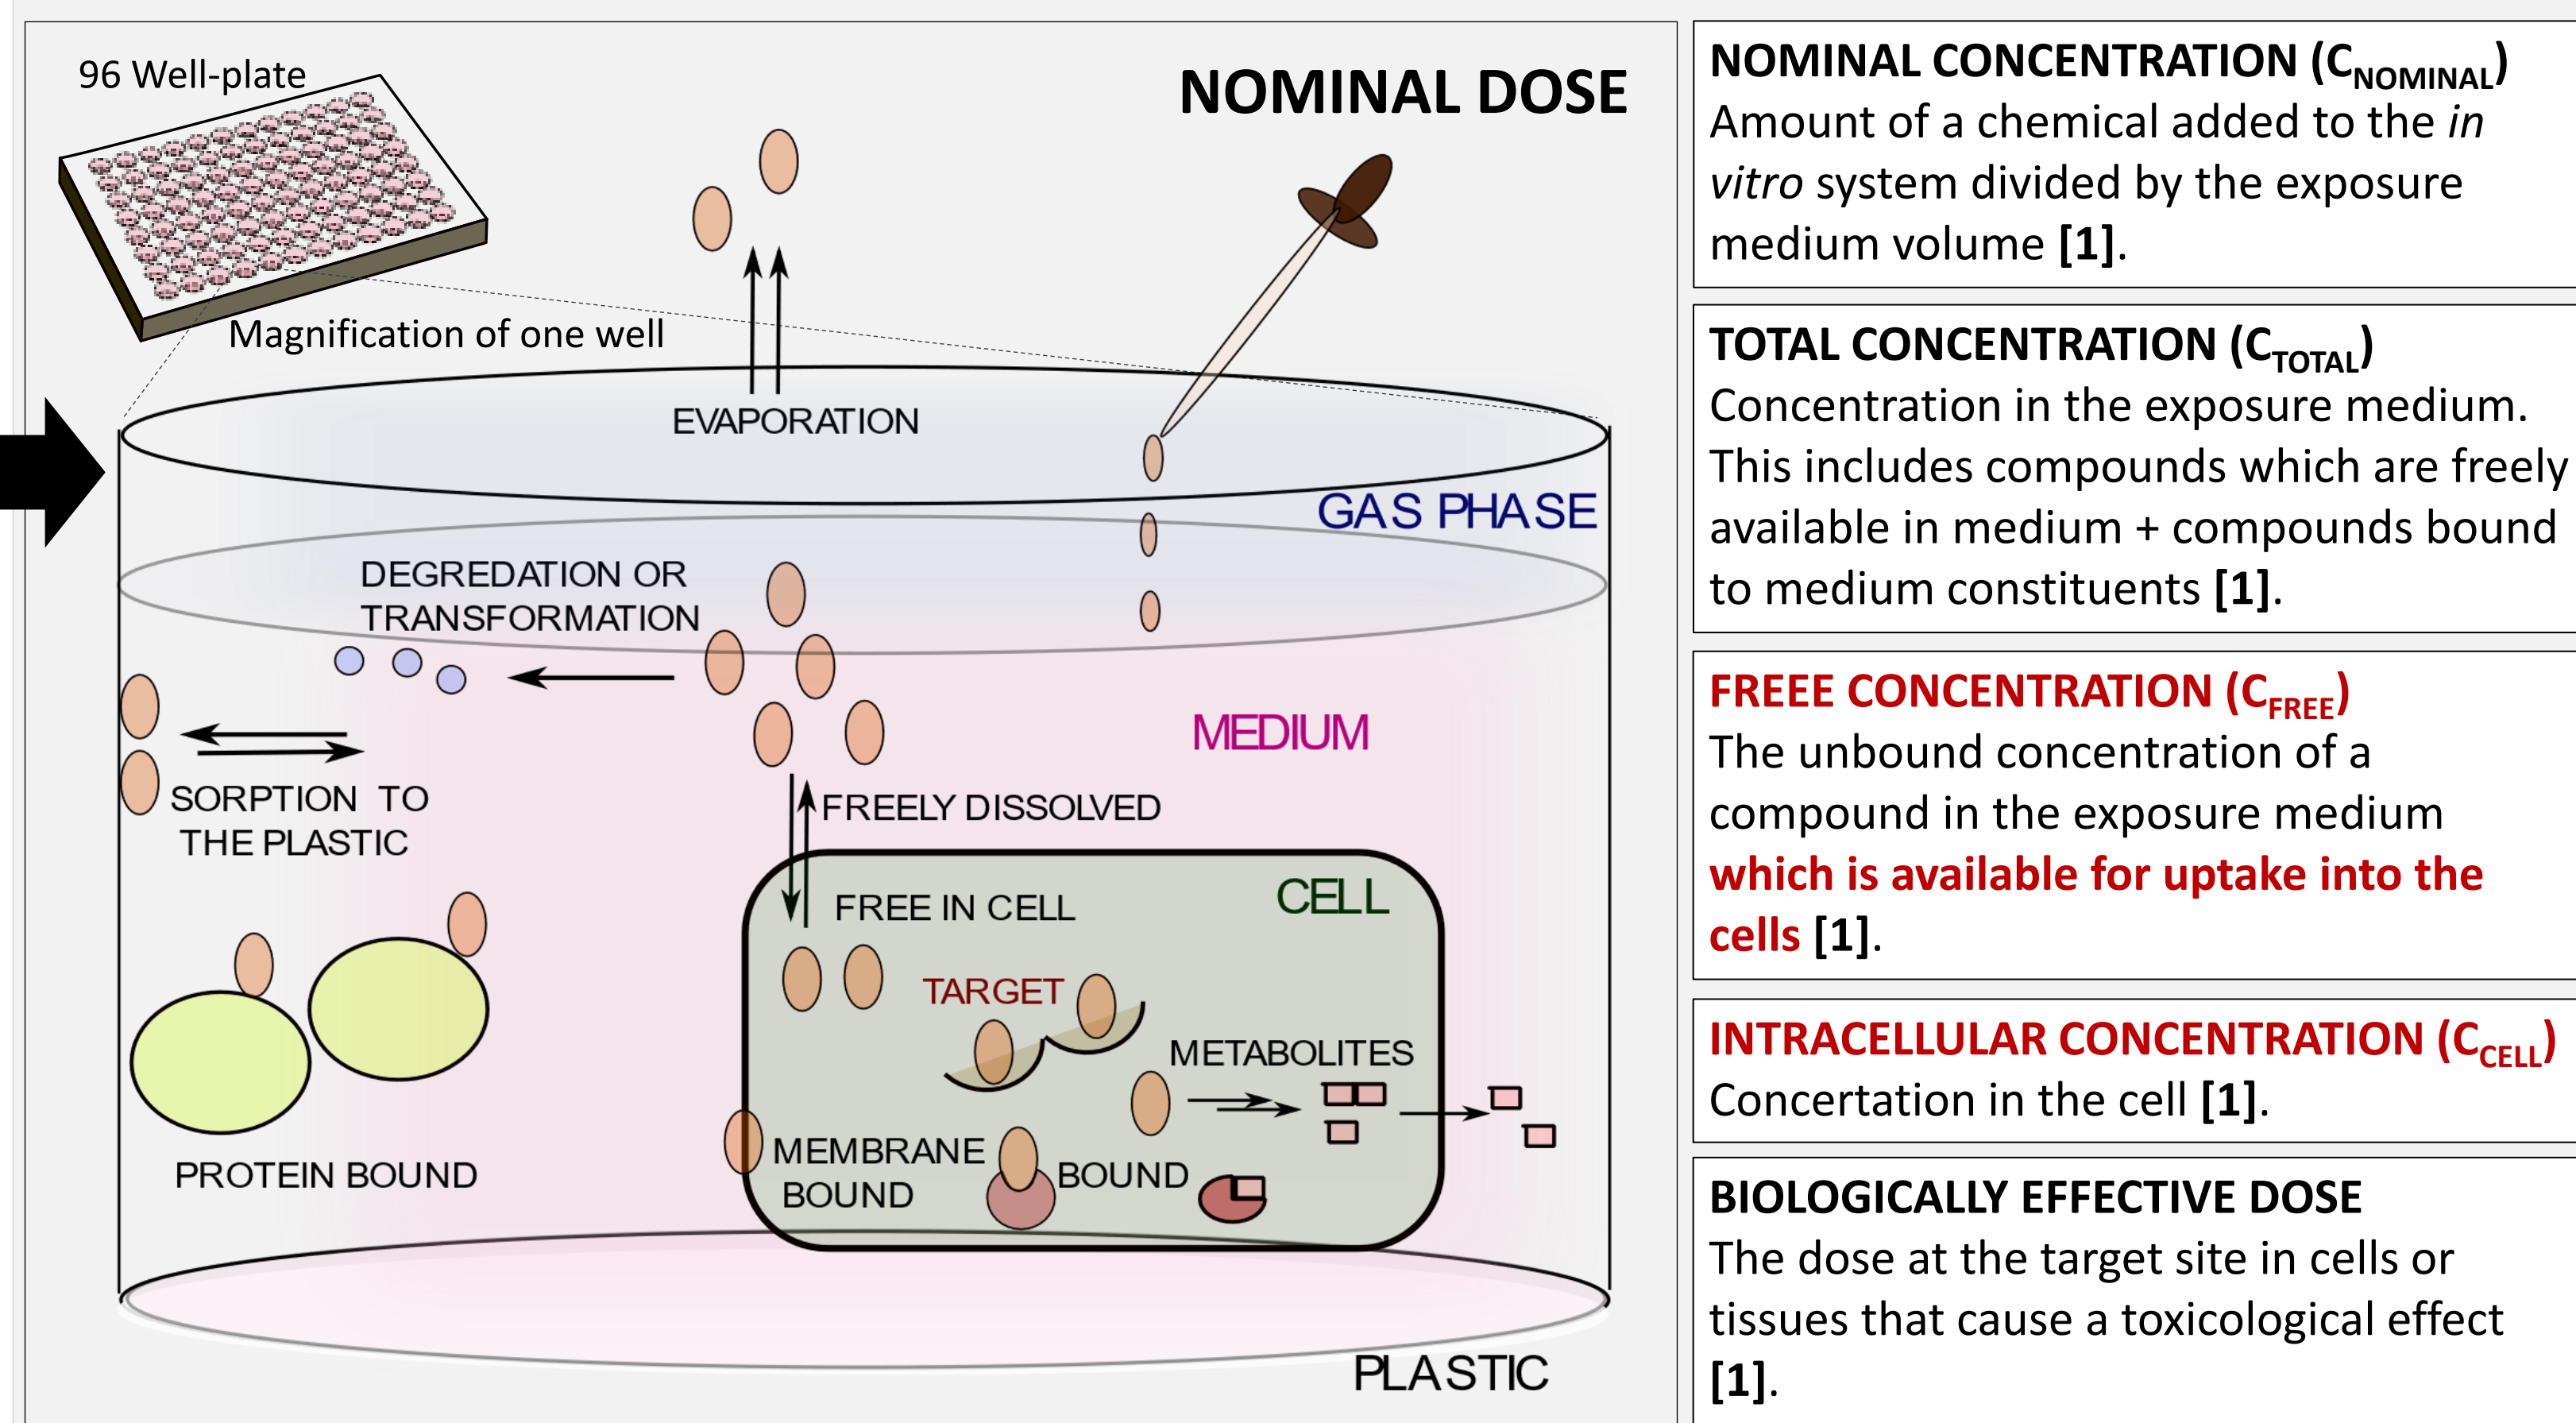 96 Well-plate
NOMINAL DOSE
Magnification of one well
EVAPORATION
GAS PHASE
DEGREDATION OR
TRANSFORMATION
MEDIUM
SORPTION TO
THE PLASTIC
FREELY DISSOLVED
FREE IN CELL
CELL
TARGET
METABOLITES
MEMBRANE
BOUND
BOUND
PROTEIN BOUND
PLASTIC
NOMINAL CONCENTRATION (CNOMINAL)
Amount of a chemical added to the in
vitro system divided by the exposure
medium volume [1].
TOTAL CONCENTRATION (CTOTAL)
Concentration in the exposure medium.
This includes compounds which are freely
available in medium + compounds bound
to medium constituents [1].
FREEE CONCENTRATION (CFREE)
The unbound concentration of a
compound in the exposure medium
which is available for uptake into the
cells [1].
INTRACELLULAR CONCENTRATION (CCELL)
Concertation in the cell [1].
BIOLOGICALLY EFFECTIVE DOSE
The dose at the target site in cells or
tissues that cause a toxicological effect
[1].